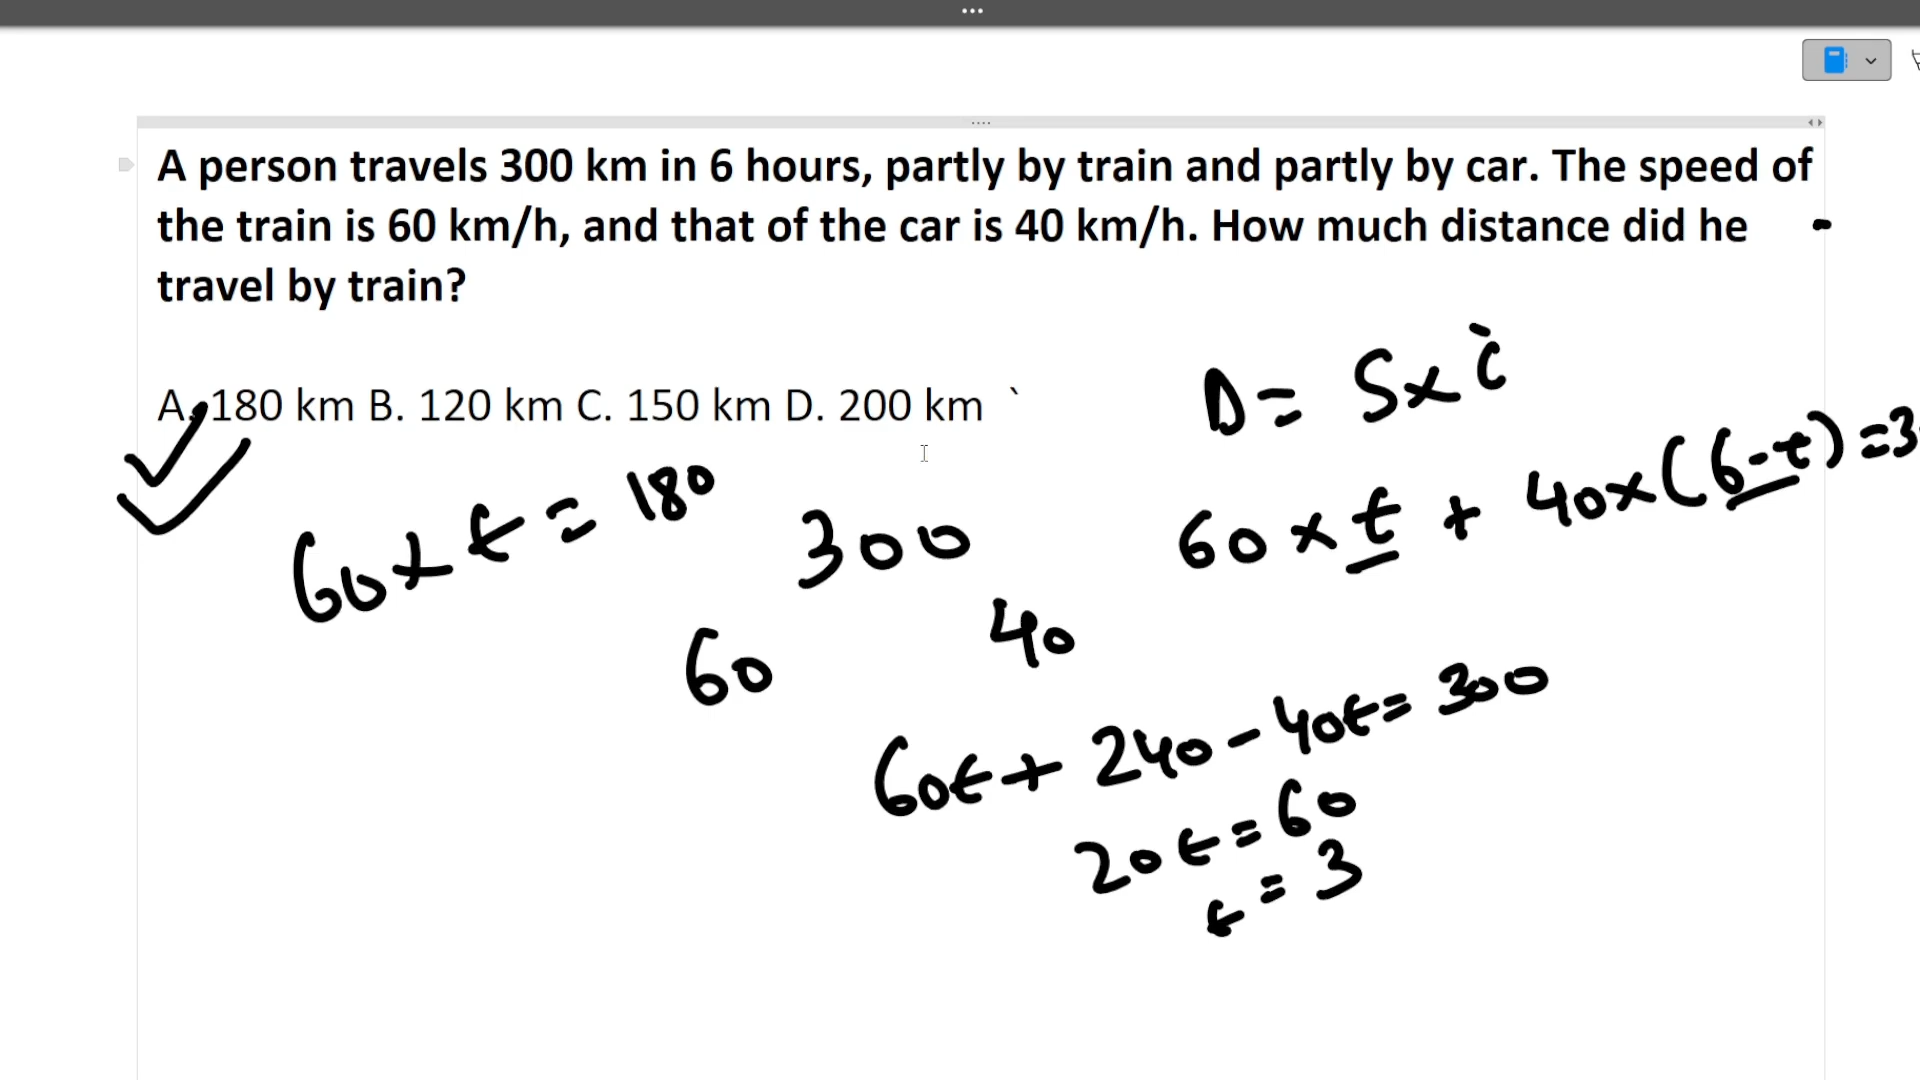 A person travels 300 km in 6 hours, partly by train and partly by car. The speed of
the train is 60 km/h, and that of the car is 40 km/h. How much distance did he
travel by train?
A. 180 km B. 120 km C. 150 km D. 200 km `
D = S x
60 x t + 40 x (6 - t) = 3
60 x t = 180
300
60 40
60t + 240 - 40t = 300
20t = 60
t = 3